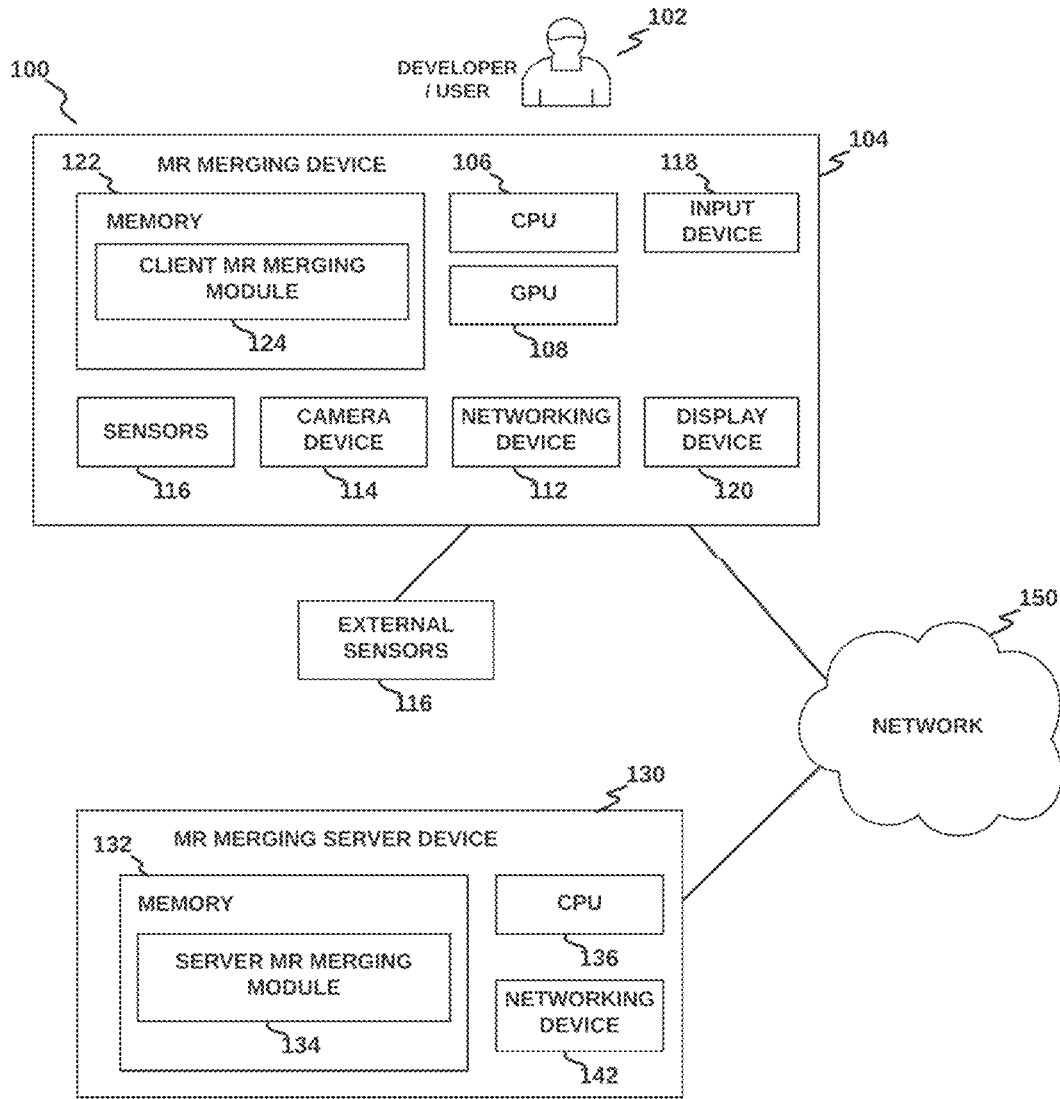 102
DEVELOPER
/ USER
100
104
MR MERGING DEVICE
122
106
118
MEMORY
CPU
INPUT
DEVICE
CLIENT MR MERGING
MODULE
GPU
124
108
SENSORS
CAMERA
DEVICE
NETWORKING
DEVICE
DISPLAY
DEVICE
116
114
112
120
EXTERNAL
SENSORS
116
150
NETWORK
130
MR MERGING SERVER DEVICE
132
MEMORY
CPU
136
SERVER MR MERGING
MODULE
NETWORKING
DEVICE
134
142